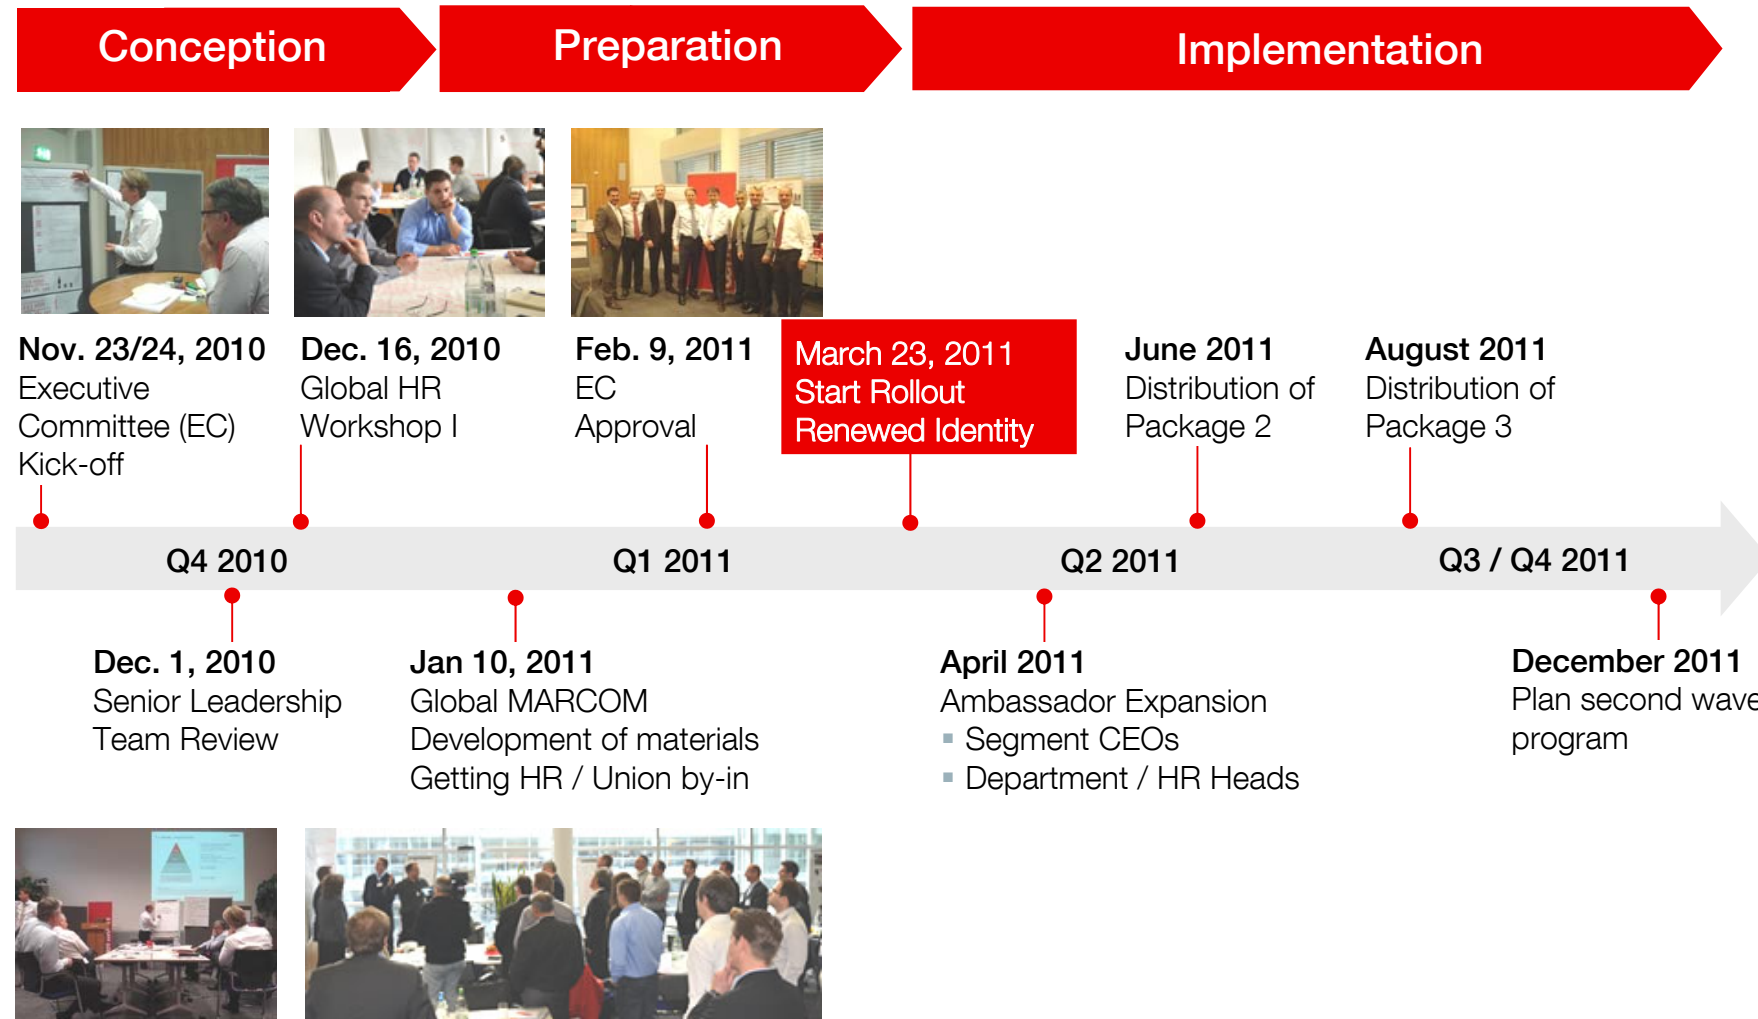 Conception
Preparation
Implementation
Nov. 23/24, 2010
Executive
Committee (EC)
Kick-off
Dec. 16, 2010
Global HR
Workshop I
Feb. 9, 2011
EC
Approval
March 23, 2011
Start Rollout
Renewed Identity
June 2011
Distribution of
Package 2
August 2011
Distribution of
Package 3
Q4 2010
Q1 2011
Q2 2011
Q3 / Q4 2011
Dec. 1, 2010
Senior Leadership
Team Review
Jan 10, 2011
Global MARCOM
Development of materials
Getting HR / Union by-in
April 2011
Ambassador Expansion
▪ Segment CEOs
▪ Department / HR Heads
December 2011
Plan second wave
program